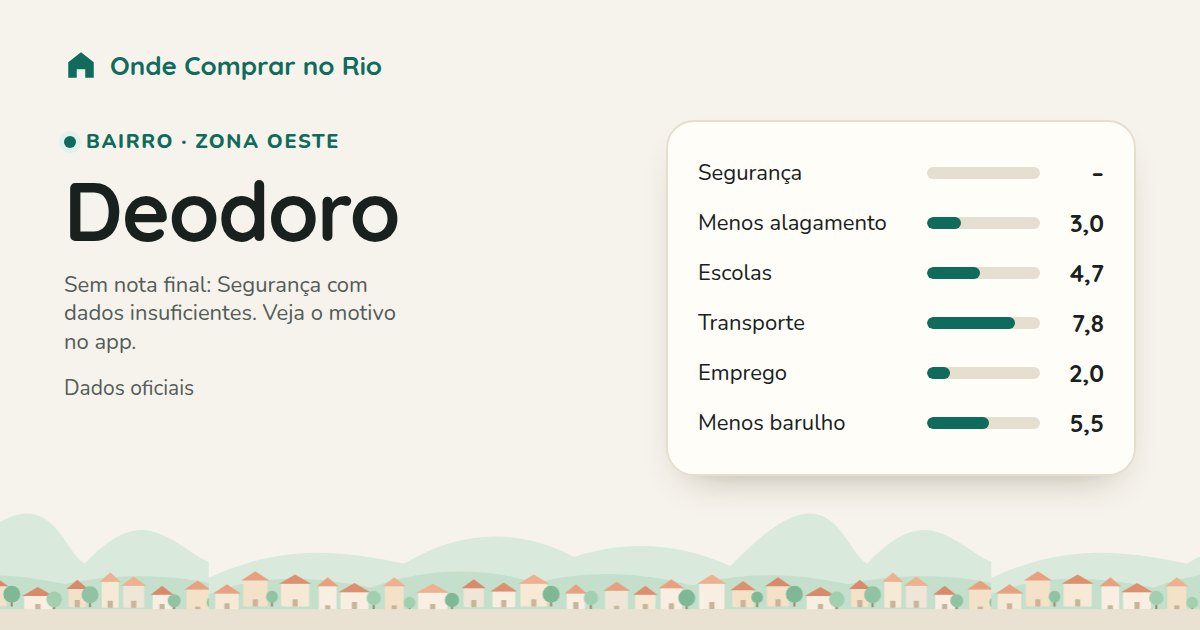 Onde Comprar no Rio
BAIRRO · ZONA OESTE
Deodoro
Sem nota final: Segurança com
dados insuficientes. Veja o motivo
no app.
Dados oficiais
Segurança –
Menos alagamento 3,0
Escolas 4,7
Transporte 7,8
Emprego 2,0
Menos barulho 5,5